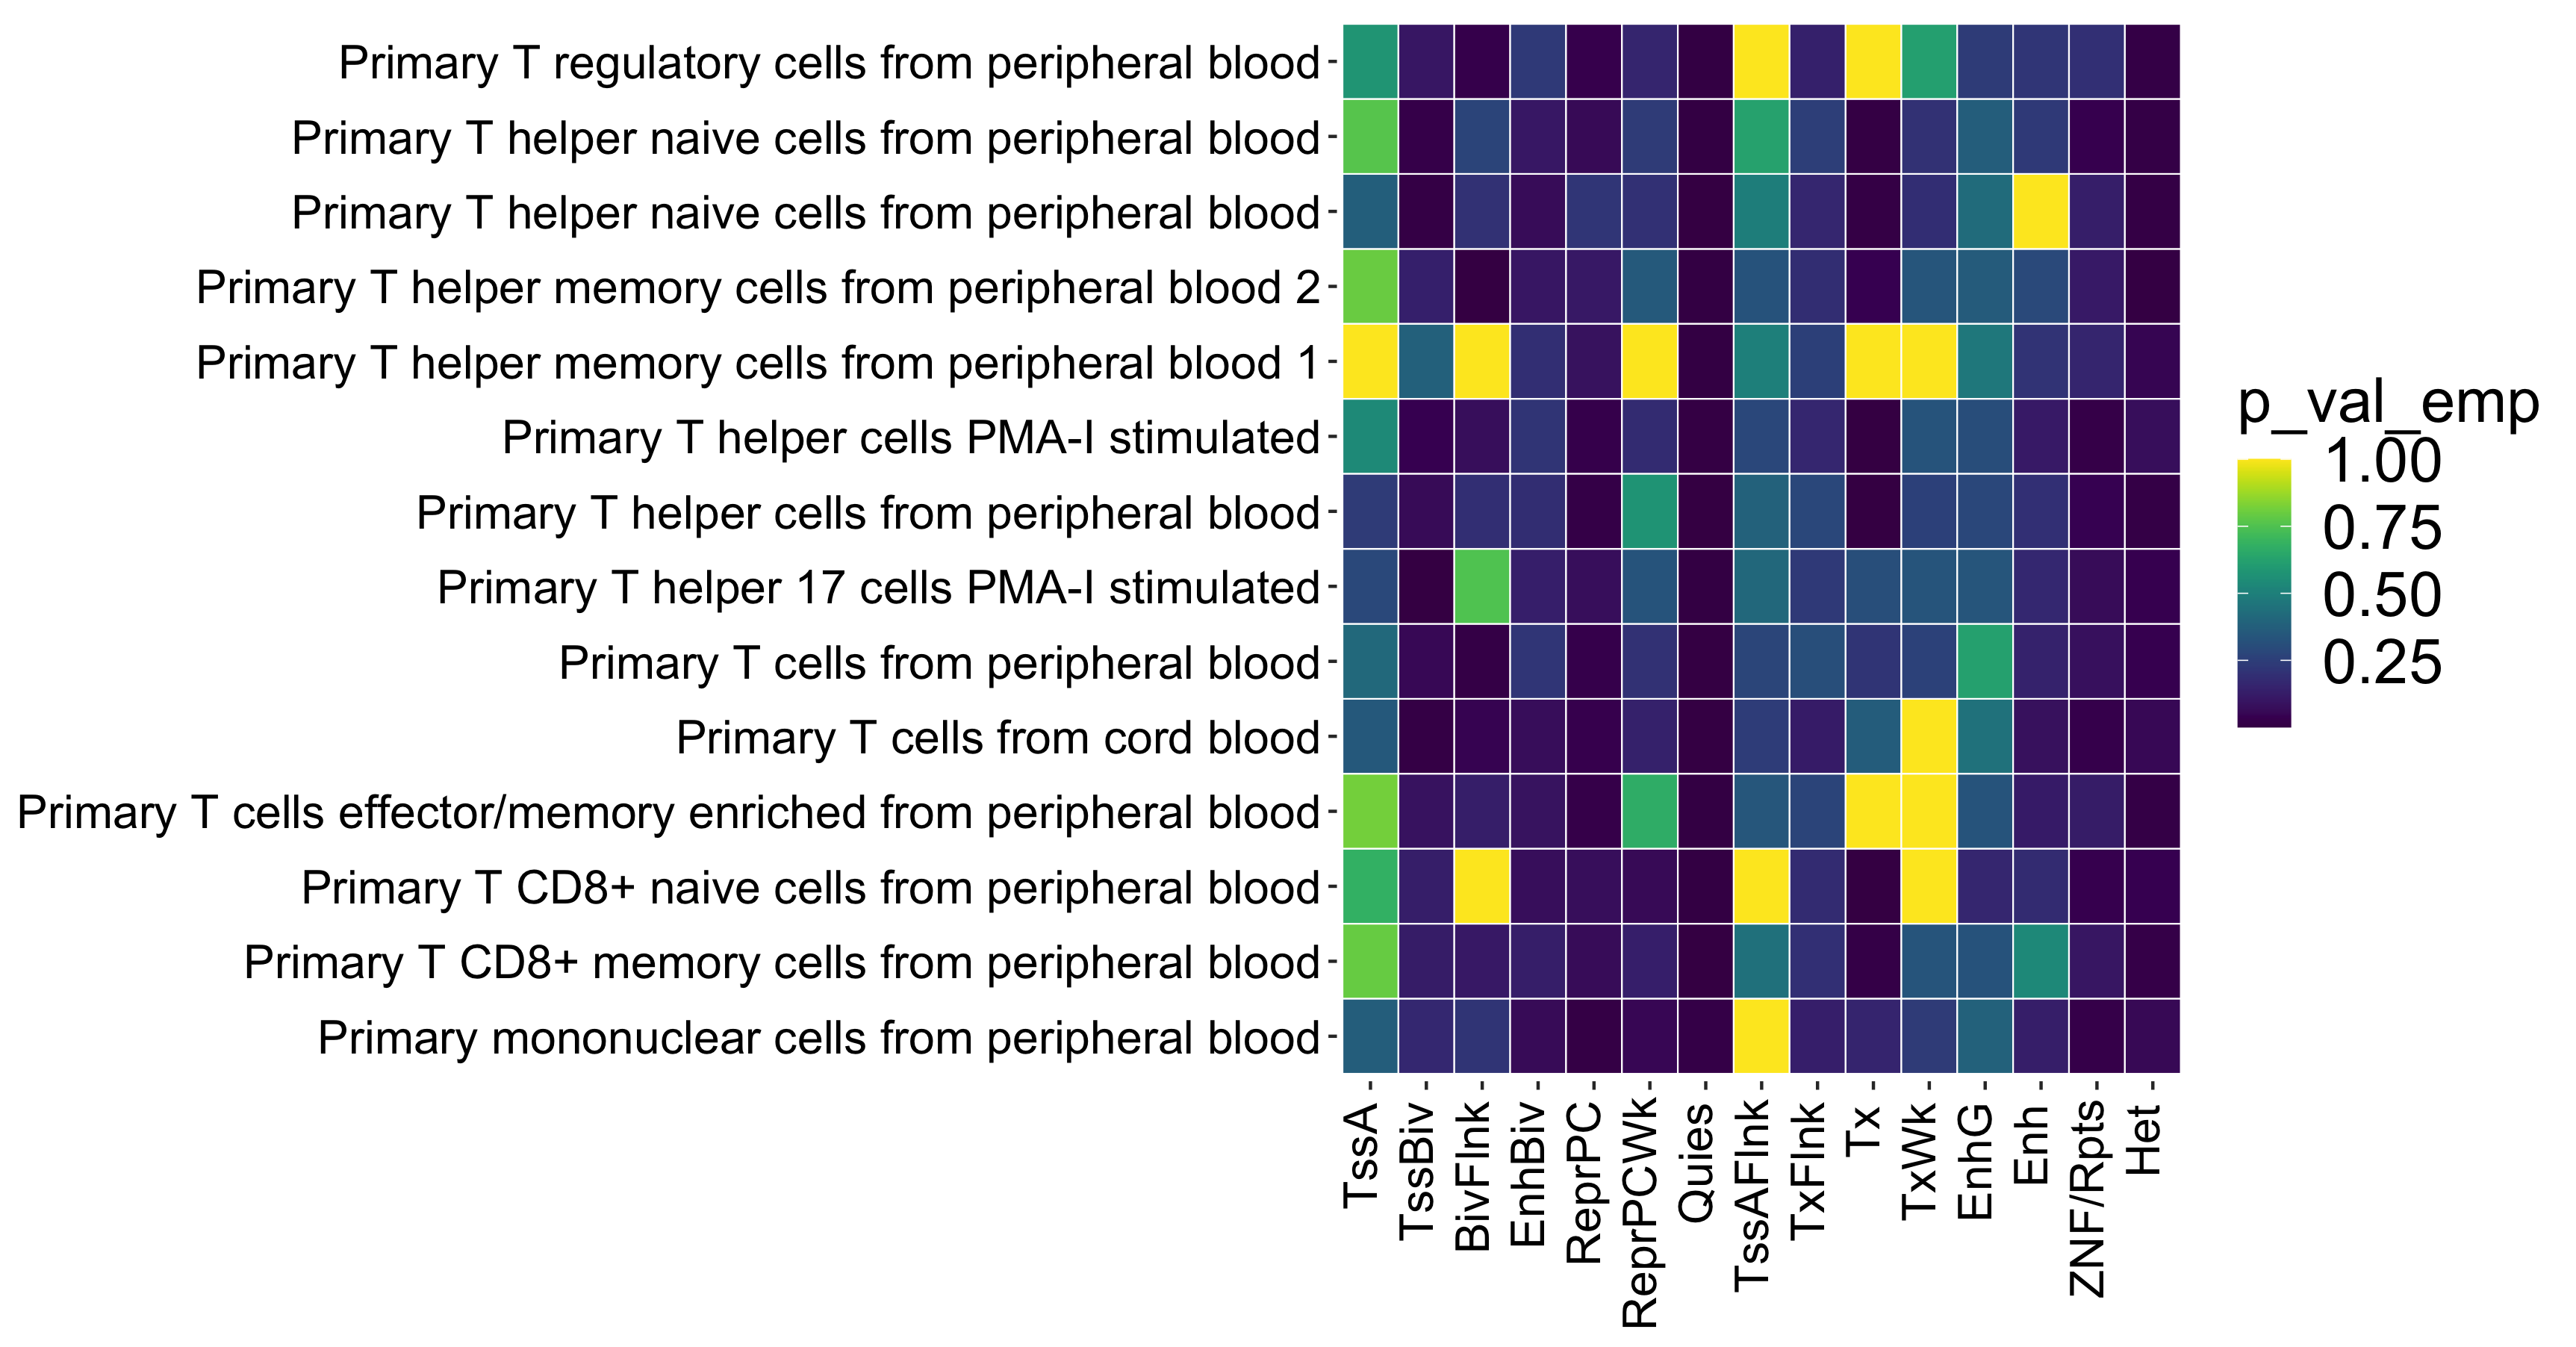 Primary T regulatory cells from peripheral blood
Primary T helper naive cells from peripheral blood
Primary T helper naive cells from peripheral blood
Primary T helper memory cells from peripheral blood 2
Primary T helper memory cells from peripheral blood 1
Primary T helper cells PMA-I stimulated
Primary T helper cells from peripheral blood
Primary T helper 17 cells PMA-I stimulated
Primary T cells from peripheral blood
Primary T cells from cord blood
Primary T cells effector/memory enriched from peripheral blood
Primary T CD8+ naive cells from peripheral blood
Primary T CD8+ memory cells from peripheral blood
Primary mononuclear cells from peripheral blood
TssA
TssBiv
BivFlnk
EnhBiv
ReprPC
ReprPCWk
Quies
TssAFlnk
TxFlnk
Tx
TxWk
EnhG
Enh
ZNF/Rpts
Het
p_val_emp
1.00
0.75
0.50
0.25